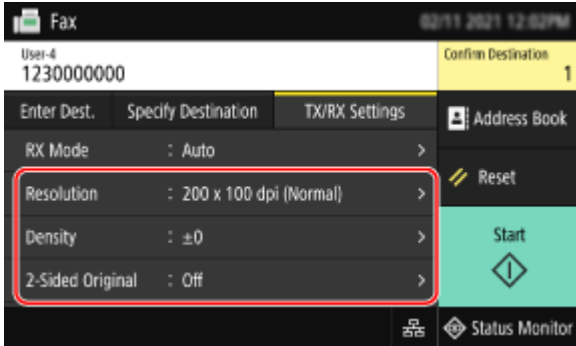 Fax
02/11 2021 12:02PM
User-4
1230000000
Confirm Destination
1
Enter Dest.
Specify Destination
TX/RX Settings
Address Book
RX Mode : Auto >
Resolution : 200 x 100 dpi (Normal) >
Reset
Density : ±0 >
Start
2-Sided Original : Off >
Status Monitor